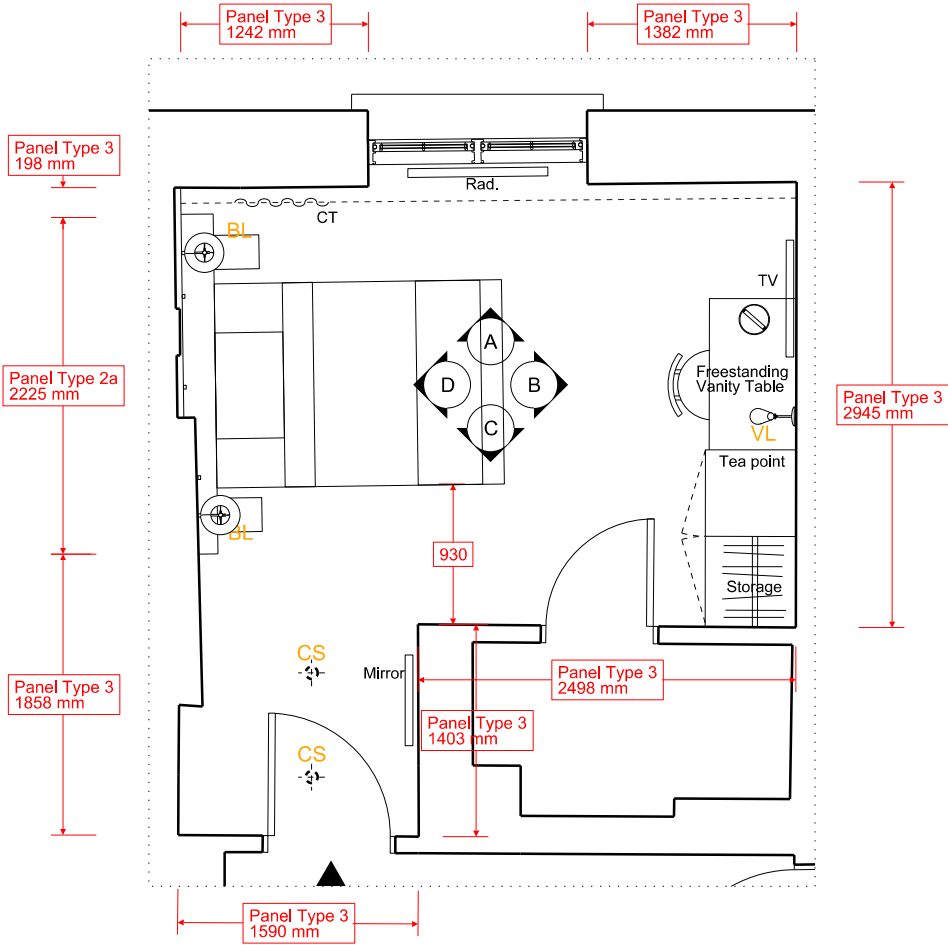 Panel Type 3
1242 mm
Panel Type 3
1382 mm
Panel Type 3
198 mm
Rad.
CT
BL
TV
A
D
B
C
Freestanding
Vanity Table
Panel Type 2a
2225 mm
Panel Type 3
2945 mm
VL
Tea point
BL
930
Storage
CS
Mirror
Panel Type 3
2498 mm
Panel Type 3
1858 mm
Panel Type 3
1403 mm
CS
Panel Type 3
1590 mm